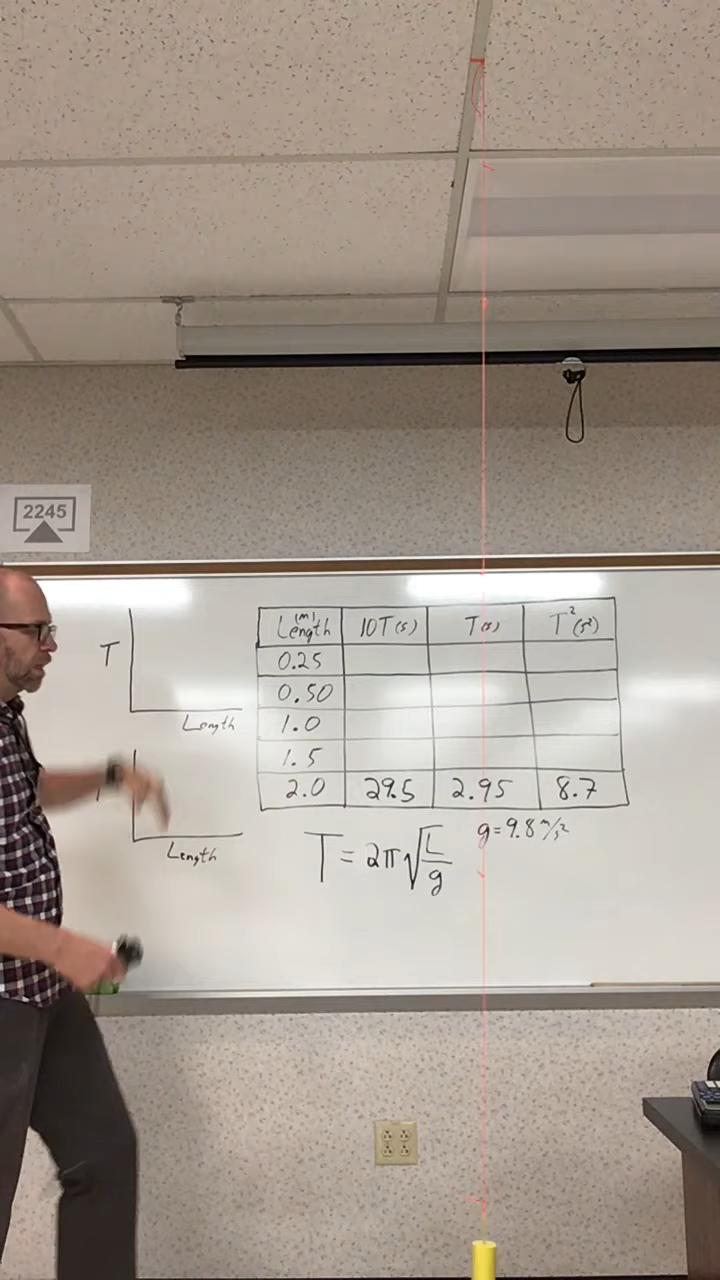 2245
T
Length
Length
(m) Length 10T(s) T(s) T²(s²)
0.25
0.50
1.0
1.5
2.0 29.5 2.95 8.7
T=2π√L/g
g=9.8 m/s²